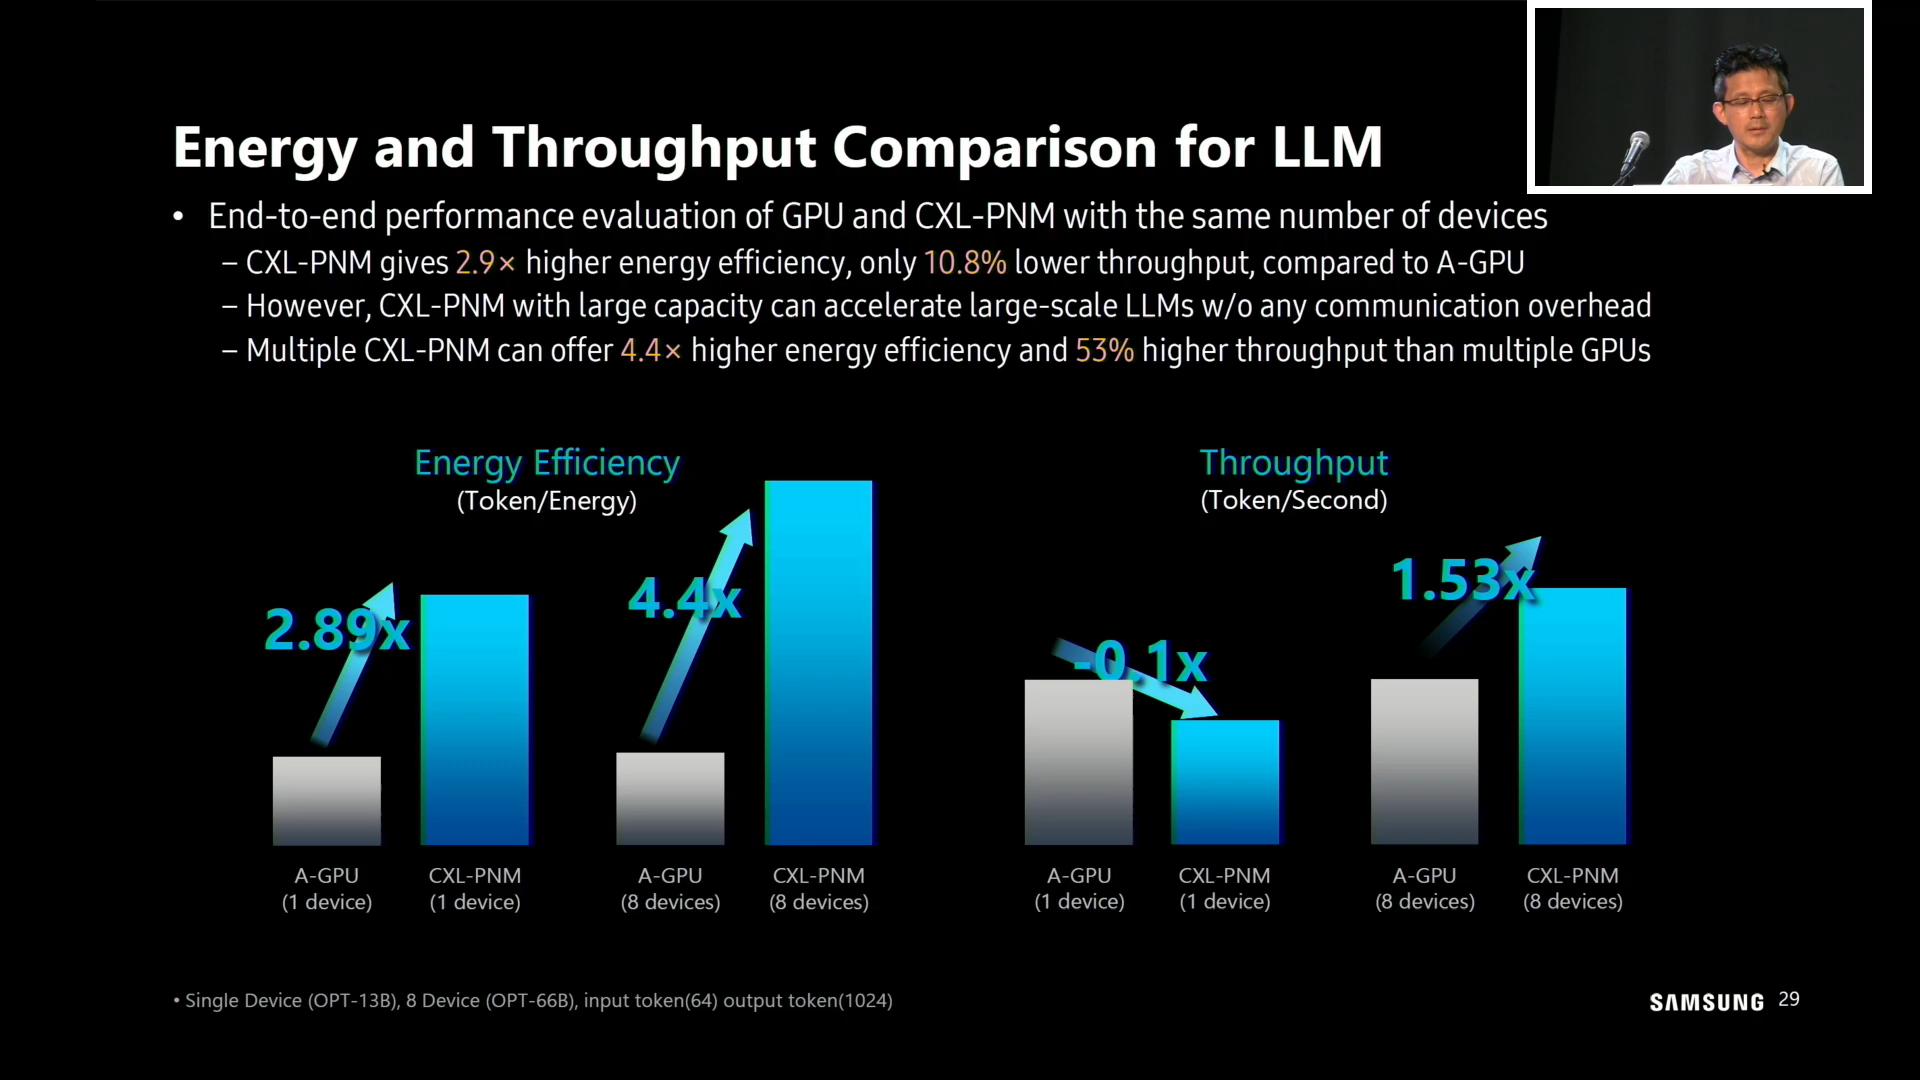 Energy and Throughput Comparison for LLM
• End-to-end performance evaluation of GPU and CXL-PNM with the same number of devices
– CXL-PNM gives 2.9× higher energy efficiency, only 10.8% lower throughput, compared to A-GPU
– However, CXL-PNM with large capacity can accelerate large-scale LLMs w/o any communication overhead
– Multiple CXL-PNM can offer 4.4× higher energy efficiency and 53% higher throughput than multiple GPUs
Energy Efficiency
(Token/Energy)
2.89x
4.4x
A-GPU
(1 device)
CXL-PNM
(1 device)
A-GPU
(8 devices)
CXL-PNM
(8 devices)
Throughput
(Token/Second)
-0.1x
1.53x
A-GPU
(1 device)
CXL-PNM
(1 device)
A-GPU
(8 devices)
CXL-PNM
(8 devices)
• Single Device (OPT-13B), 8 Device (OPT-66B), input token(64) output token(1024)
SAMSUNG 29